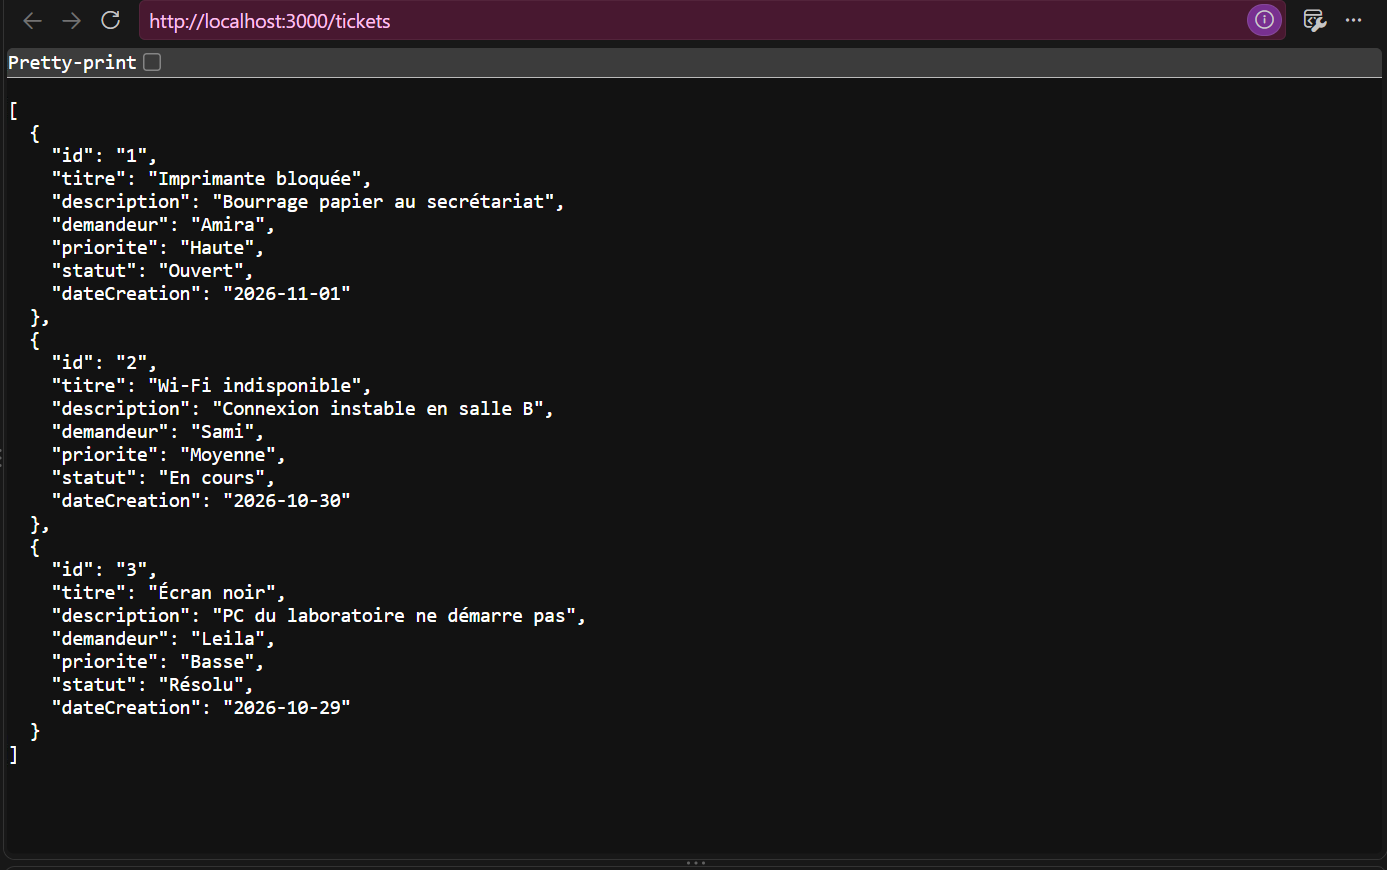 http://localhost:3000/tickets
Pretty-print
[
  {
    "id": "1",
    "titre": "Imprimante bloquée",
    "description": "Bourrage papier au secrétariat",
    "demandeur": "Amira",
    "priorite": "Haute",
    "statut": "Ouvert",
    "dateCreation": "2026-11-01"
  },
  {
    "id": "2",
    "titre": "Wi-Fi indisponible",
    "description": "Connexion instable en salle B",
    "demandeur": "Sami",
    "priorite": "Moyenne",
    "statut": "En cours",
    "dateCreation": "2026-10-30"
  },
  {
    "id": "3",
    "titre": "Écran noir",
    "description": "PC du laboratoire ne démarre pas",
    "demandeur": "Leila",
    "priorite": "Basse",
    "statut": "Résolu",
    "dateCreation": "2026-10-29"
  }
]